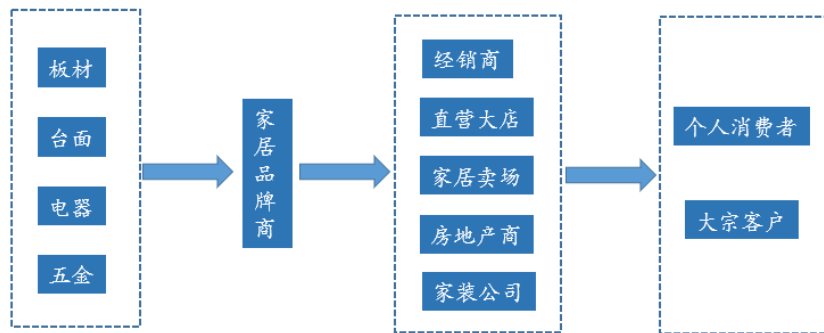 板材
台面
电器
五金
家居品牌商
经销商
直营大店
家居卖场
房地产商
家装公司
个人消费者
大宗客户